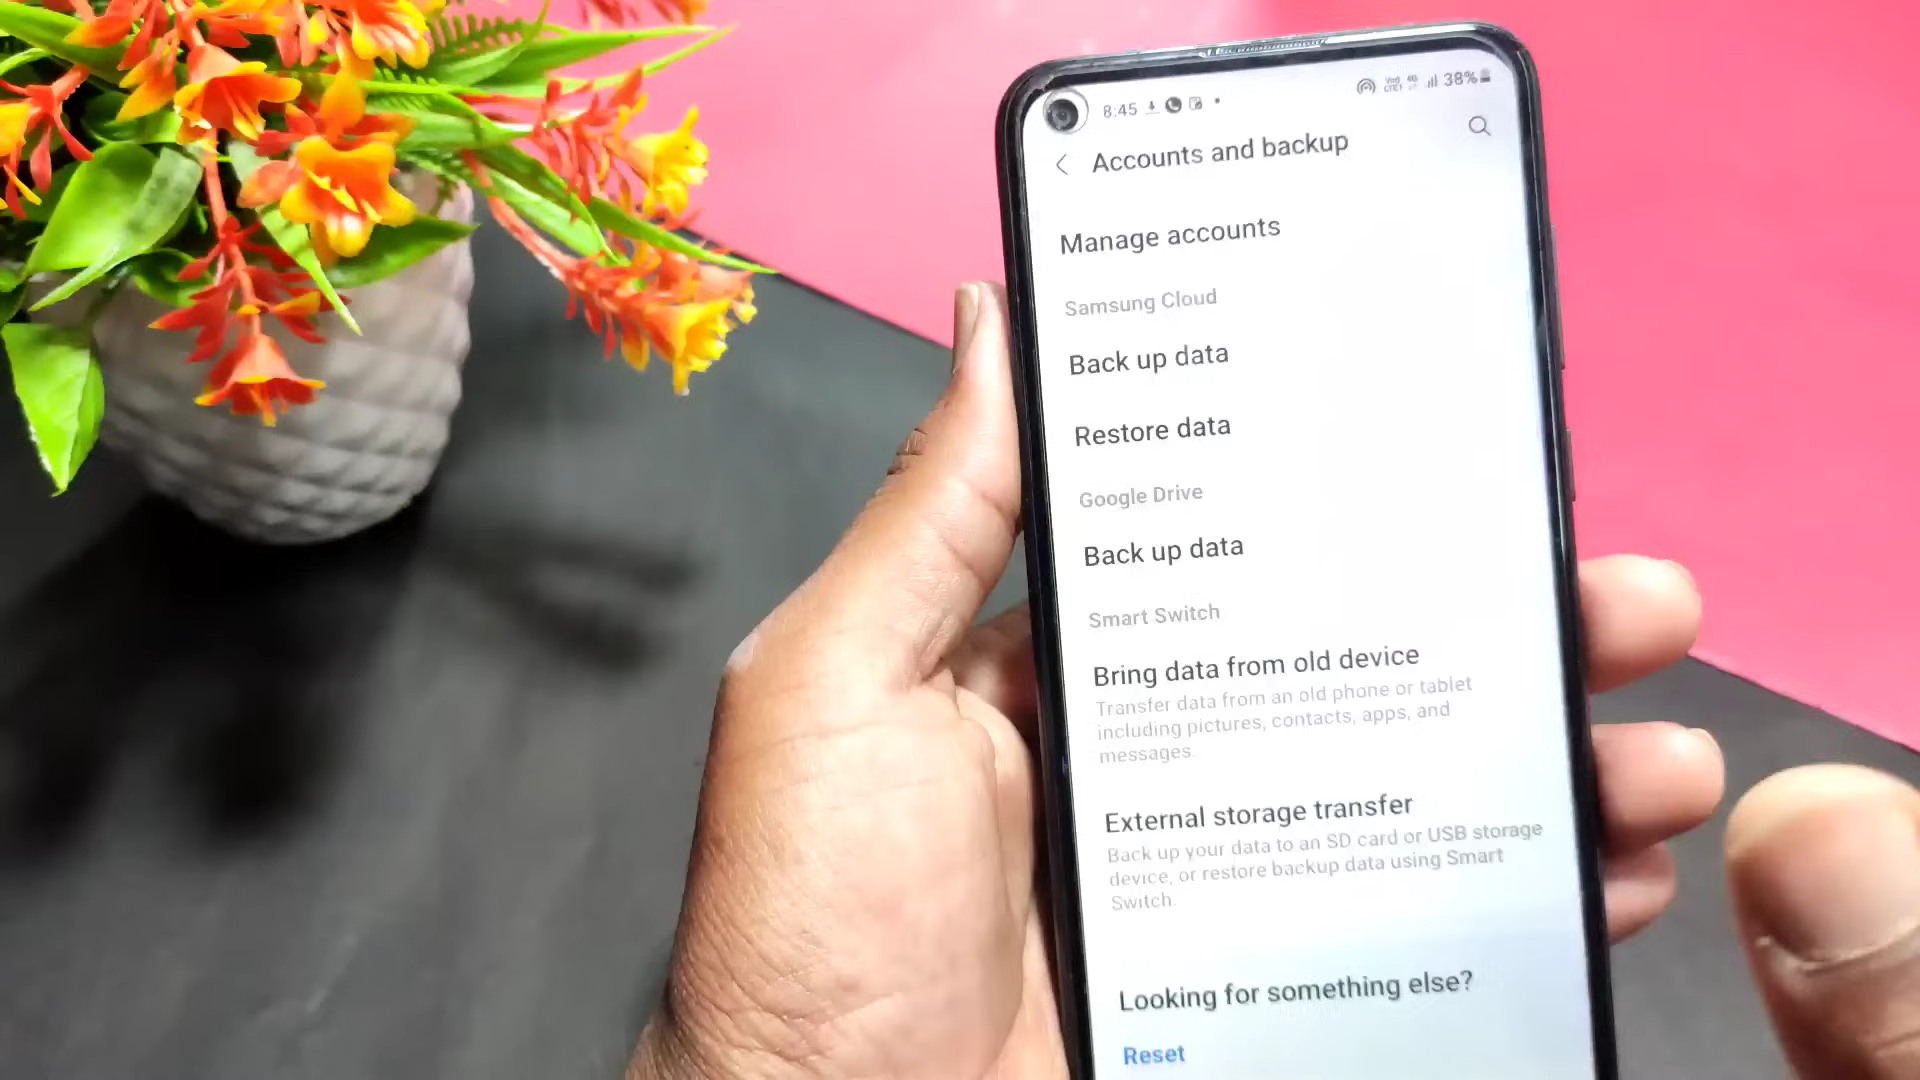 8:45
38%
Accounts and backup
Manage accounts
Samsung Cloud
Back up data
Restore data
Google Drive
Back up data
Smart Switch
Bring data from old device
Transfer data from an old phone or tablet
including pictures, contacts, apps, and
messages.
External storage transfer
Back up your data to an SD card or USB storage
device, or restore backup data using Smart
Switch.
Looking for something else?
Reset